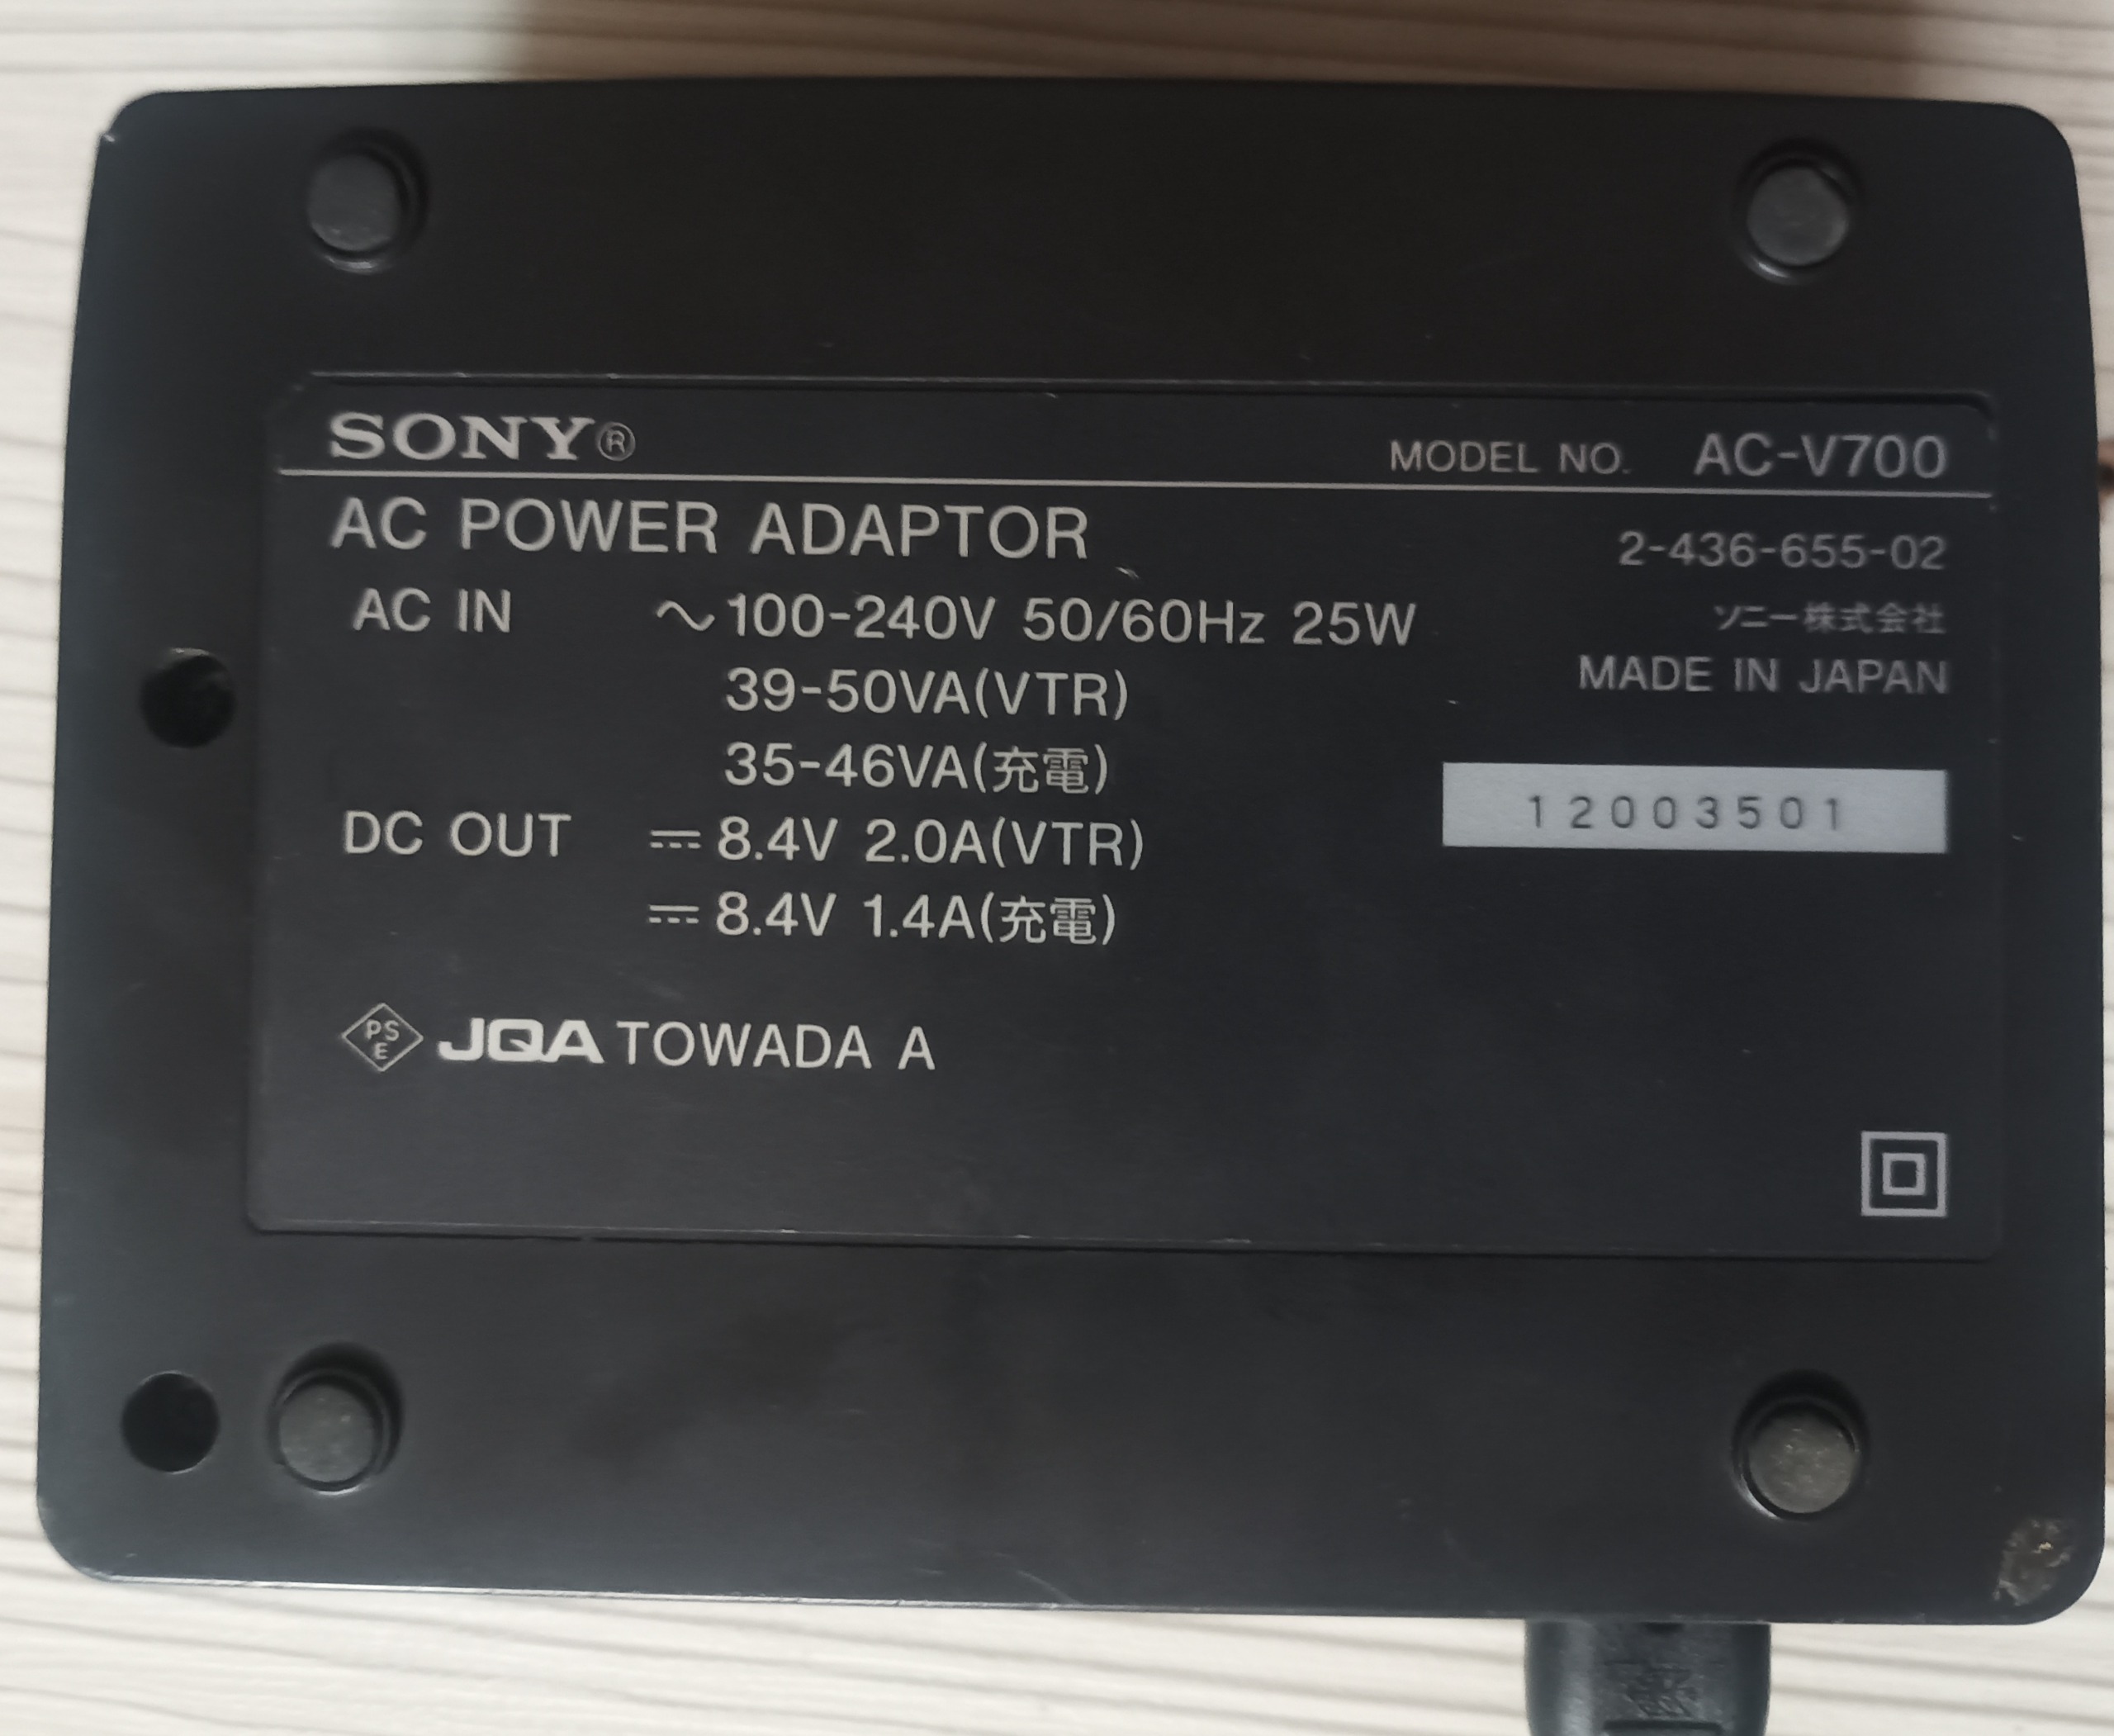 SONY®
MODEL NO. AC-V700
AC POWER ADAPTOR
2-436-655-02
AC IN ～100-240V 50/60Hz 25W
ソニー株式会社
39-50VA(VTR)
MADE IN JAPAN
35-46VA(充電)
12003501
DC OUT ⎓8.4V 2.0A(VTR)
⎓8.4V 1.4A(充電)
PSE JQA TOWADA A